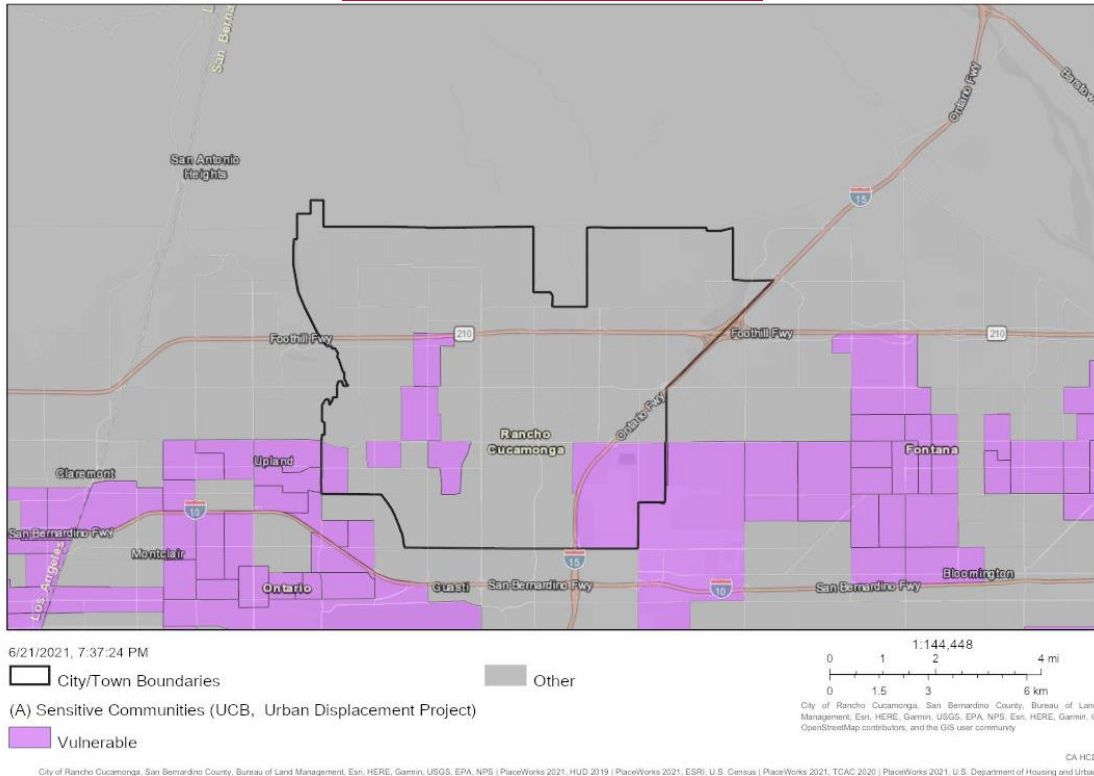 San Berna
San Antonio
Heights
Ontario Fwy
Barstow
15
Foothill Fwy
210
Foothill Fwy
210
Ontario Fwy
Rancho
Cucamonga
Upland
Claremont
Fontana
10
San Bernardino Fwy
Montclair
Los Angeles
Ontario
Guasti
San Bernardino Fwy
15
10
San Bernardino Fwy
Bloomington
6/21/2021, 7:37:24 PM
City/Town Boundaries
Other
(A) Sensitive Communities (UCB, Urban Displacement Project)
Vulnerable
1:144,448
0 1 2 4 mi
0 1.5 3 6 km
City of Rancho Cucamonga, San Bernardino County, Bureau of Land
Management, Esri, HERE, Garmin, USGS, EPA, NPS, Esri, HERE, Garmin, ©
OpenStreetMap contributors, and the GIS user community
CA HCD
City of Rancho Cucamonga, San Bernardino County, Bureau of Land Management, Esri, HERE, Garmin, USGS, EPA, NPS | PlaceWorks 2021, HUD 2019 | PlaceWorks 2021, ESRI, U.S. Census | PlaceWorks 2021, TCAC 2020 | PlaceWorks 2021, U.S. Department of Housing and Urba